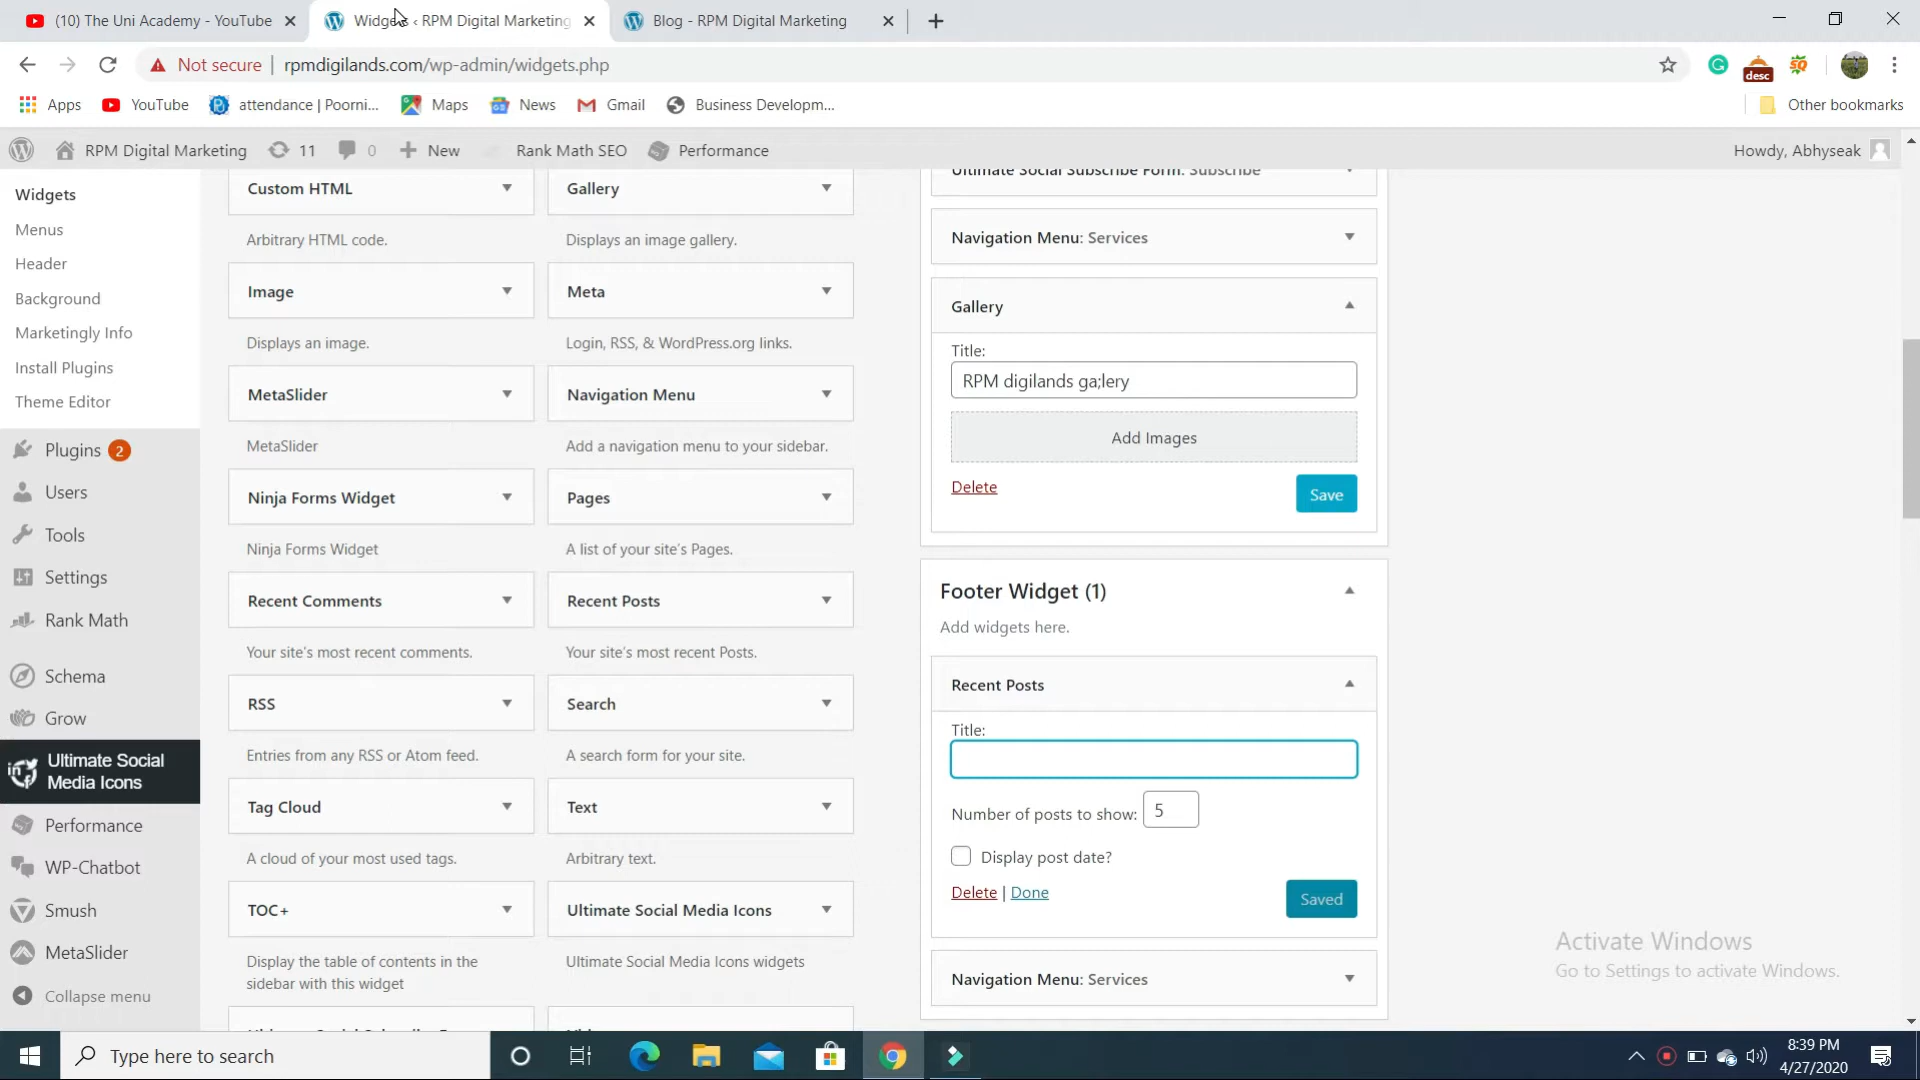 (10) The Uni Academy - YouTube
Widgets ‹ RPM Digital Marketing
Blog - RPM Digital Marketing
Not secure
rpmdigilands.com/wp-admin/widgets.php
desc
SQ
Apps
YouTube
attendance | Poorni...
Maps
News
Gmail
Business Developm...
Other bookmarks
RPM Digital Marketing
11
0
New
Rank Math SEO
Performance
Howdy, Abhyseak
Widgets
Menus
Header
Background
Marketingly Info
Install Plugins
Theme Editor
Plugins 2
Users
Tools
Settings
Rank Math
Schema
Grow
Ultimate Social
Media Icons
Performance
WP-Chatbot
Smush
MetaSlider
Collapse menu
Custom HTML
Arbitrary HTML code.
Image
Displays an image.
MetaSlider
MetaSlider
Ninja Forms Widget
Ninja Forms Widget
Recent Comments
Your site's most recent comments.
RSS
Entries from any RSS or Atom feed.
Tag Cloud
A cloud of your most used tags.
TOC+
Display the table of contents in the
sidebar with this widget
Gallery
Displays an image gallery.
Meta
Login, RSS, & WordPress.org links.
Navigation Menu
Add a navigation menu to your sidebar.
Pages
A list of your site's Pages.
Recent Posts
Your site's most recent Posts.
Search
A search form for your site.
Text
Arbitrary text.
Ultimate Social Media Icons
Ultimate Social Media Icons widgets
Ultimate Social Subscribe Form: Subscribe
Navigation Menu: Services
Gallery
Title:
RPM digilands ga;lery
Add Images
Delete
Save
Footer Widget (1)
Add widgets here.
Recent Posts
Title:
Number of posts to show: 5
Display post date?
Delete | Done
Saved
Navigation Menu: Services
Activate Windows
Go to Settings to activate Windows.
Type here to search
8:39 PM
4/27/2020